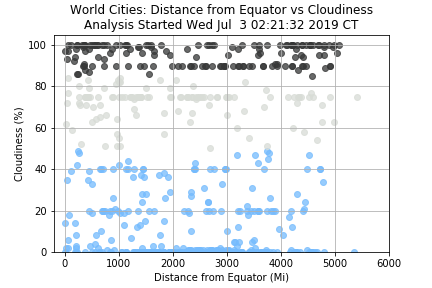 World Cities: Distance from Equator vs Cloudiness
Analysis Started Wed Jul  3 02:21:32 2019 CT
100
80
60
40
20
0
Cloudiness (%)
0 1000 2000 3000 4000 5000 6000
Distance from Equator (Mi)